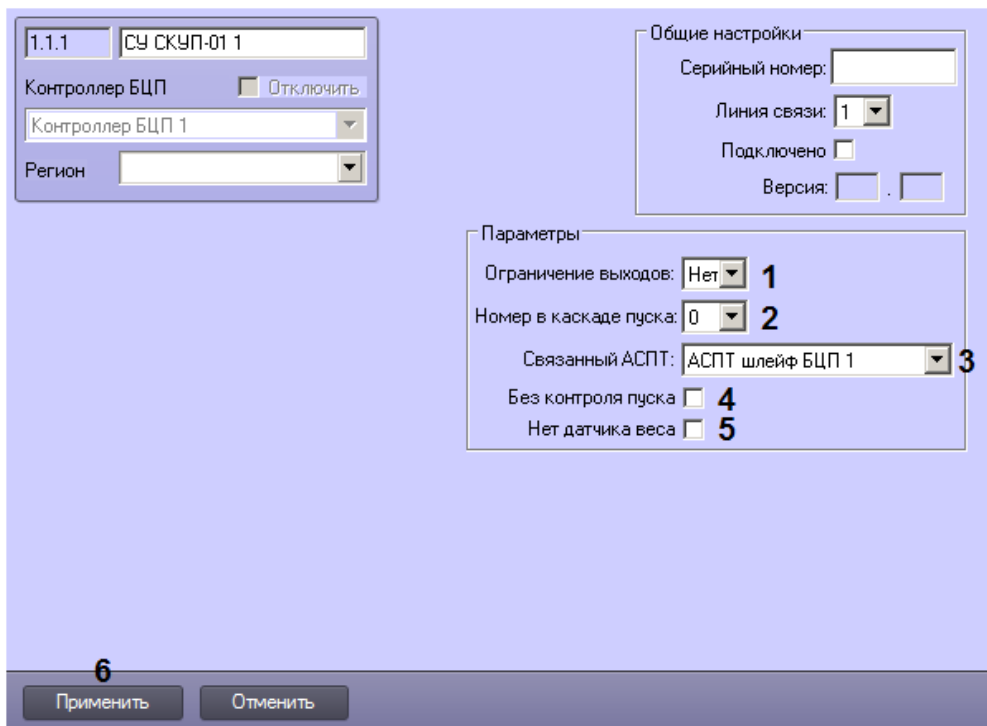 1.1.1 СУ СКУП-01 1
Контроллер БЦП Отключить
Контроллер БЦП 1
Регион
Общие настройки
Серийный номер:
Линия связи: 1
Подключено
Версия: .
Параметры
Ограничение выходов: Нет 1
Номер в каскаде пуска: 0 2
Связанный АСПТ: АСПТ шлейф БЦП 1 3
Без контроля пуска 4
Нет датчика веса 5
6
Применить Отменить